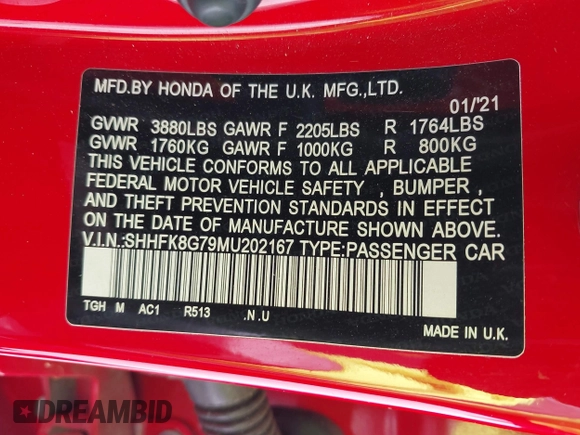 MFD.BY HONDA OF THE U.K. MFG.,LTD.
01/'21
GVWR 3880LBS GAWR F 2205LBS R 1764LBS
GVWR 1760KG GAWR F 1000KG R 800KG
THIS VEHICLE CONFORMS TO ALL APPLICABLE
FEDERAL MOTOR VEHICLE SAFETY , BUMPER ,
AND THEFT PREVENTION STANDARDS IN EFFECT
ON THE DATE OF MANUFACTURE SHOWN ABOVE.
V.I.N.:SHHFK8G79MU202167 TYPE:PASSENGER CAR
TGH M AC1 R513 .N .U
MADE IN U.K.
DREAMBID